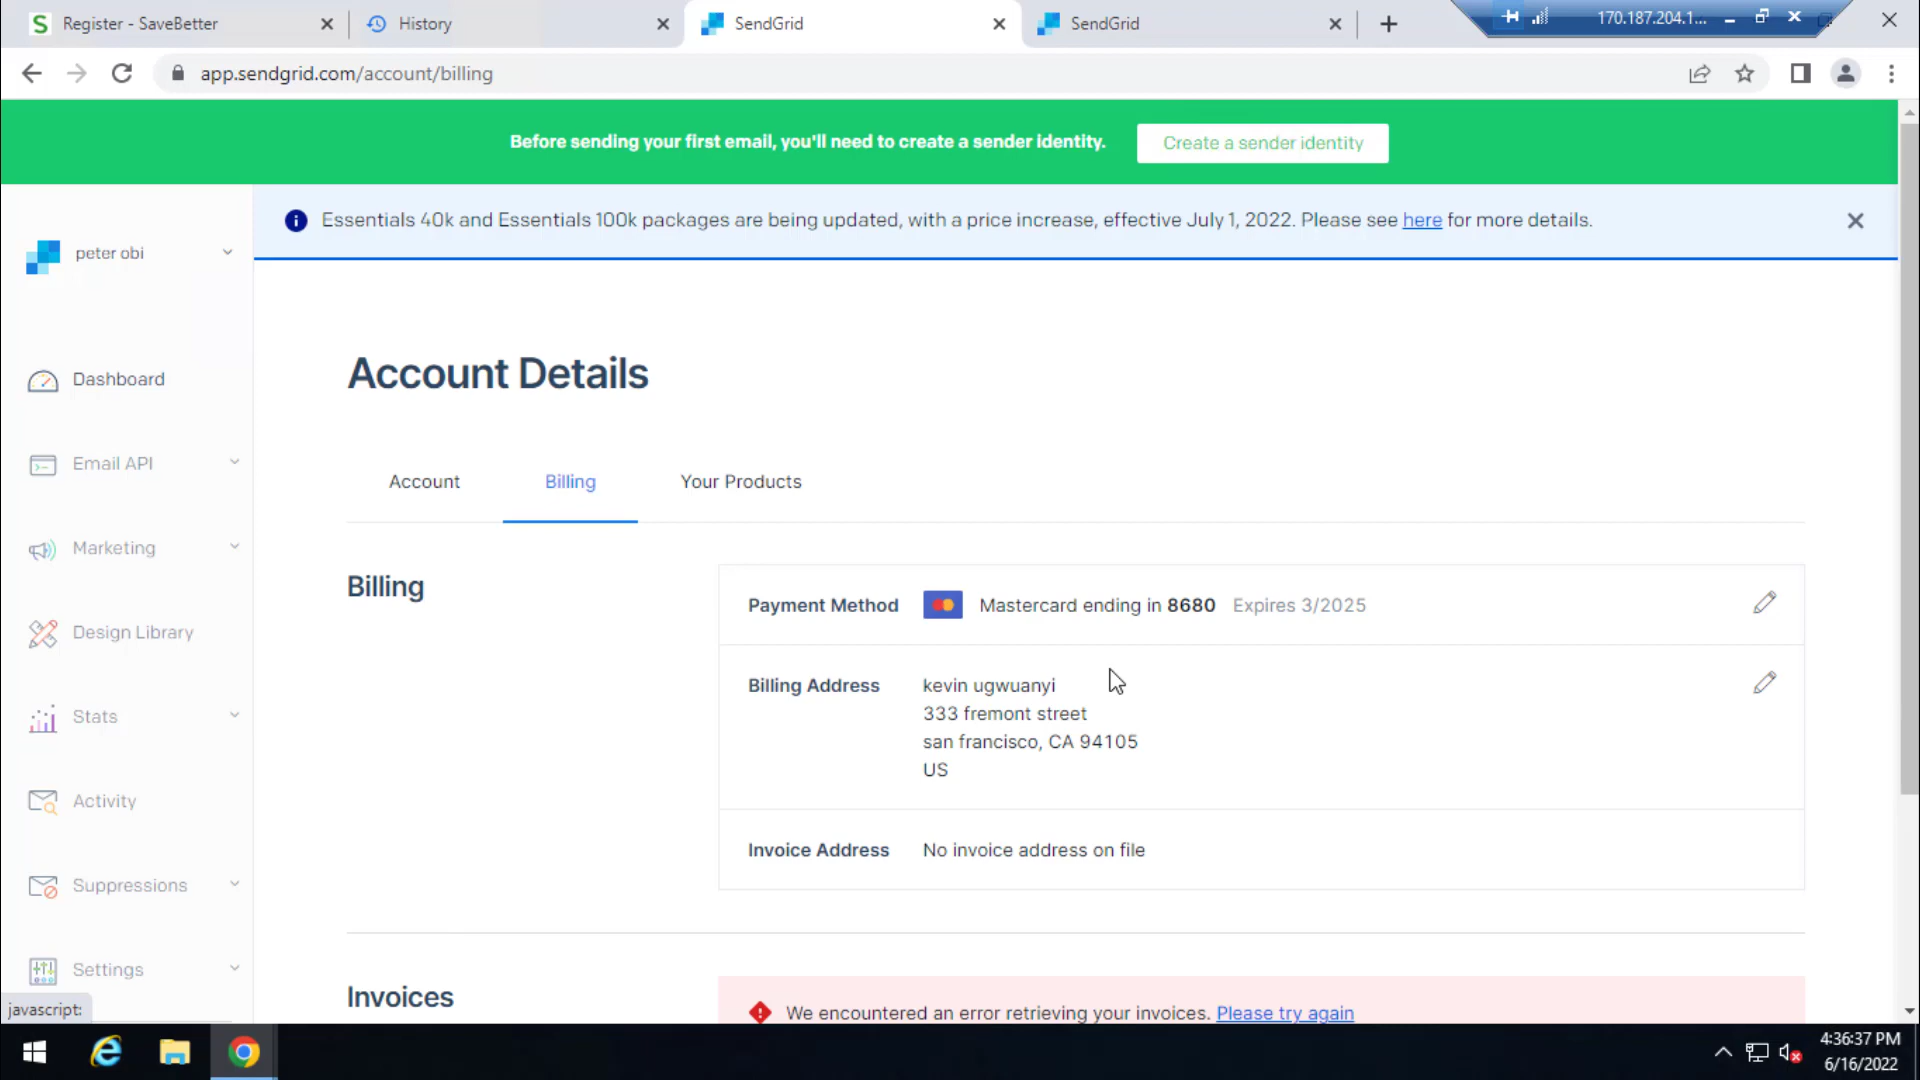 Register - SaveBetter
History
SendGrid
SendGrid
170.187.204.1...
app.sendgrid.com/account/billing
Before sending your first email, you'll need to create a sender identity.
Create a sender identity
Essentials 40k and Essentials 100k packages are being updated, with a price increase, effective July 1, 2022. Please see here for more details.
peter obi
Dashboard
Email API
Marketing
Design Library
Stats
Activity
Suppressions
Settings
Account Details
Account
Billing
Your Products
Billing
Payment Method
Mastercard ending in 8680 Expires 3/2025
Billing Address
kevin ugwuanyi
333 fremont street
san francisco, CA 94105
US
Invoice Address
No invoice address on file
Invoices
We encountered an error retrieving your invoices. Please try again
javascript:
4:36:37 PM
6/16/2022